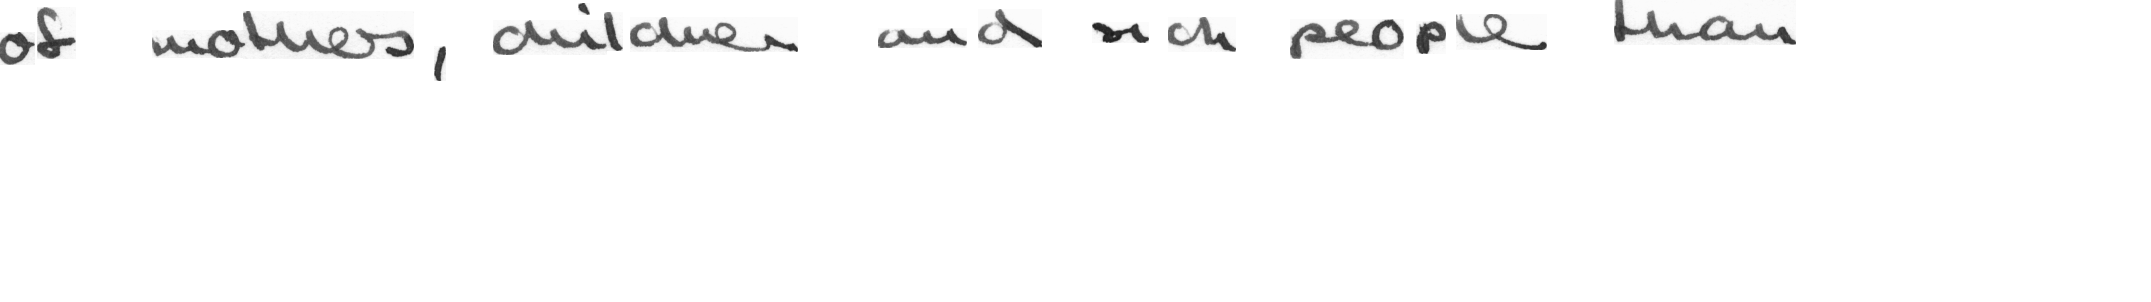 of mothers, children and sick people than